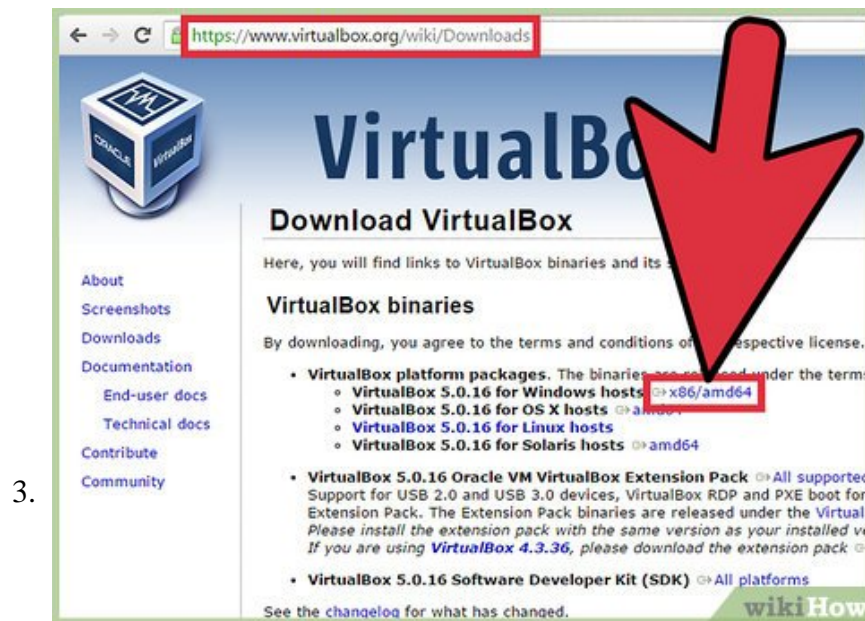 https://www.virtualbox.org/wiki/Downloads
VM
ORACLE
VirtualBox
VirtualBo
Download VirtualBox
Here, you will find links to VirtualBox binaries and its
VirtualBox binaries
By downloading, you agree to the terms and conditions of respective license.
VirtualBox platform packages. The binaries are under the terms
VirtualBox 5.0.16 for Windows hosts x86/amd64
VirtualBox 5.0.16 for OS X hosts
VirtualBox 5.0.16 for Linux hosts
VirtualBox 5.0.16 for Solaris hosts amd64
VirtualBox 5.0.16 Oracle VM VirtualBox Extension Pack All supported
Support for USB 2.0 and USB 3.0 devices, VirtualBox RDP and PXE boot for
Extension Pack. The Extension Pack binaries are released under the Virtual
Please install the extension pack with the same version as your installed ve
If you are using VirtualBox 4.3.36, please download the extension pack
VirtualBox 5.0.16 Software Developer Kit (SDK) All platforms
See the changelog for what has changed.
About
Screenshots
Downloads
Documentation
End-user docs
Technical docs
Contribute
Community
3.
wikiHow